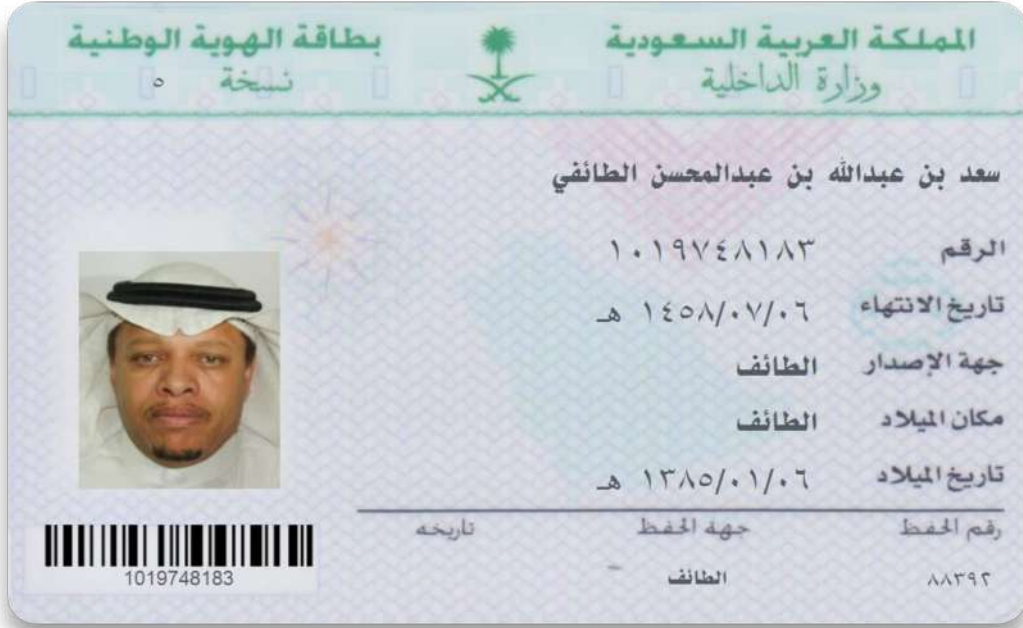 المملكة العربية السعودية
وزارة الداخلية
بطاقة الهوية الوطنية
نسخة ٥
سعد بن عبدالله بن عبدالمحسن الطائفي
الرقم ١٠١٩٧٤٨١٨٣
تاريخ الانتهاء ١٤٥٨/٠٧/٠٦ هـ
جهة الإصدار الطائف
مكان الميلاد الطائف
تاريخ الميلاد ١٣٨٥/٠١/٠٦ هـ
رقم الحفظ جهة الحفظ تاريخه
٨٨٣٩٢ الطائف
1019748183